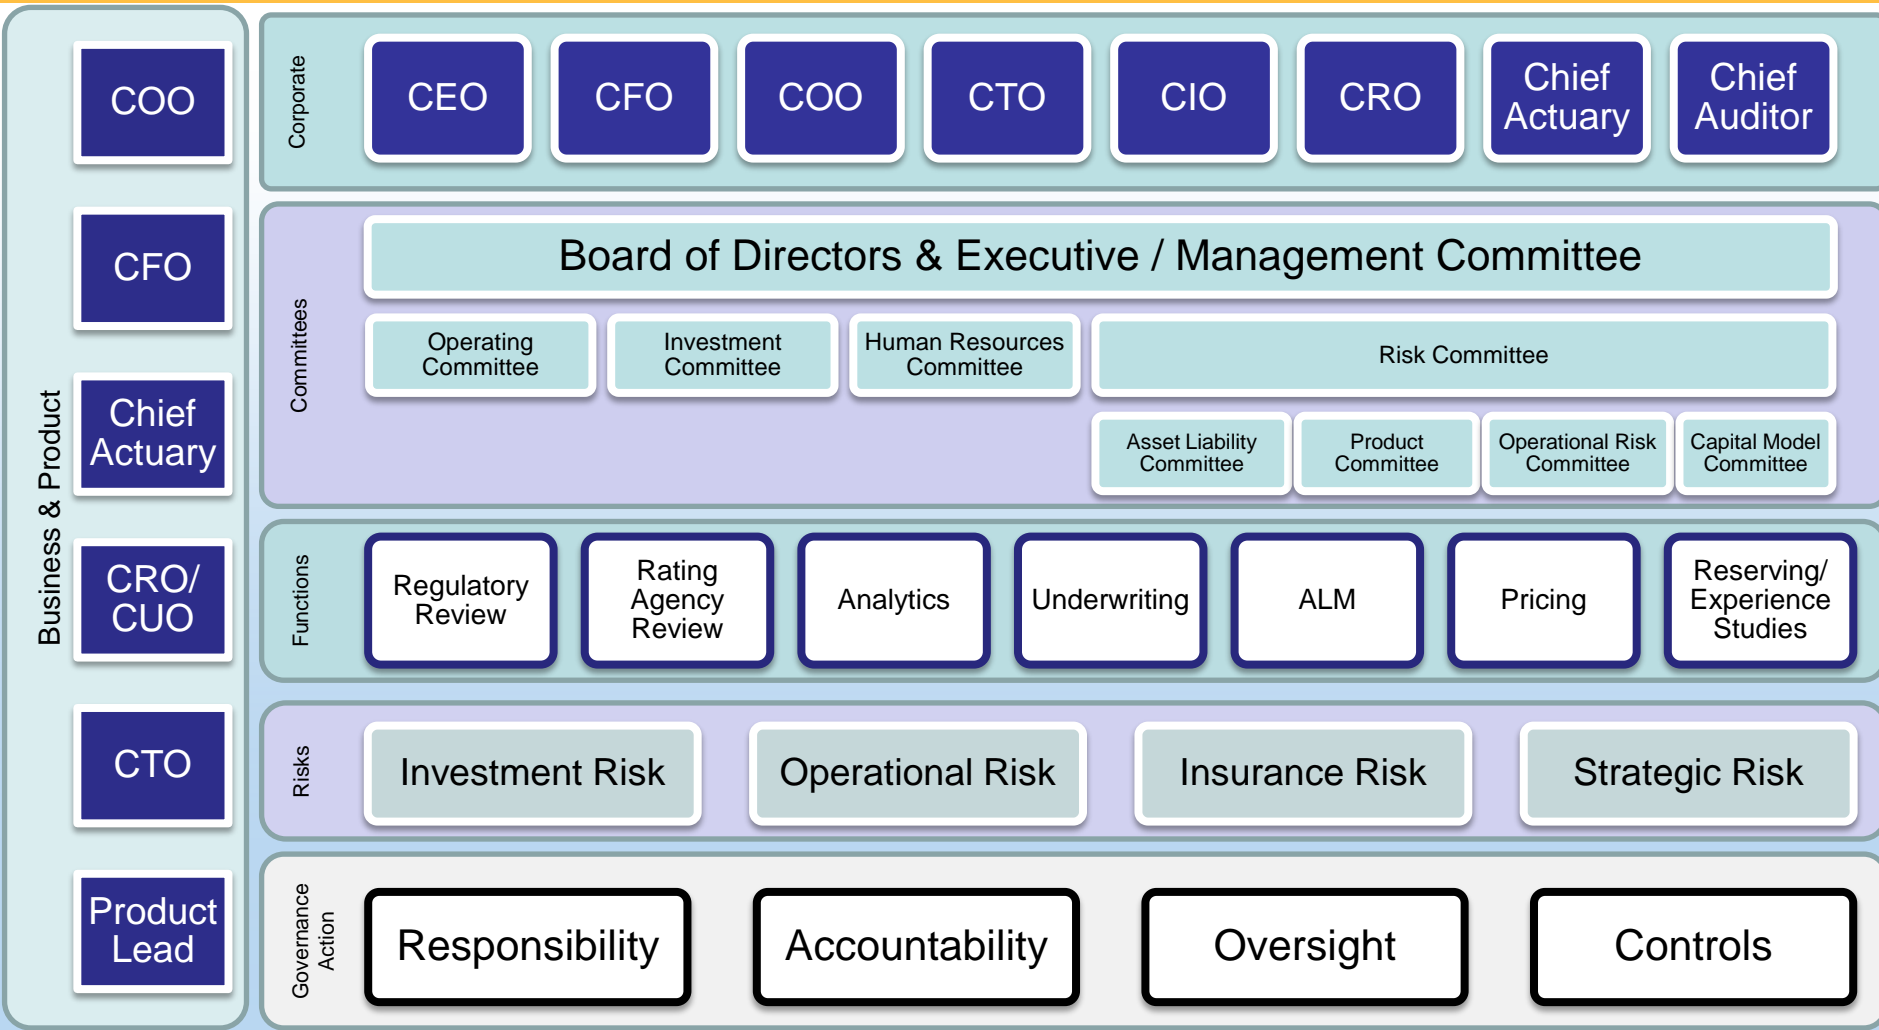 Business & Product
COO
CFO
Chief
Actuary
CRO/
CUO
CTO
Product
Lead
Corporate
CEO
CFO
COO
CTO
CIO
CRO
Chief
Actuary
Chief
Auditor
Committees
Board of Directors & Executive / Management Committee
Operating
Committee
Investment
Committee
Human Resources
Committee
Risk Committee
Asset Liability
Committee
Product
Committee
Operational Risk
Committee
Capital Model
Committee
Functions
Regulatory
Review
Rating
Agency
Review
Analytics
Underwriting
ALM
Pricing
Reserving/
Experience
Studies
Risks
Investment Risk
Operational Risk
Insurance Risk
Strategic Risk
Governance
Action
Responsibility
Accountability
Oversight
Controls